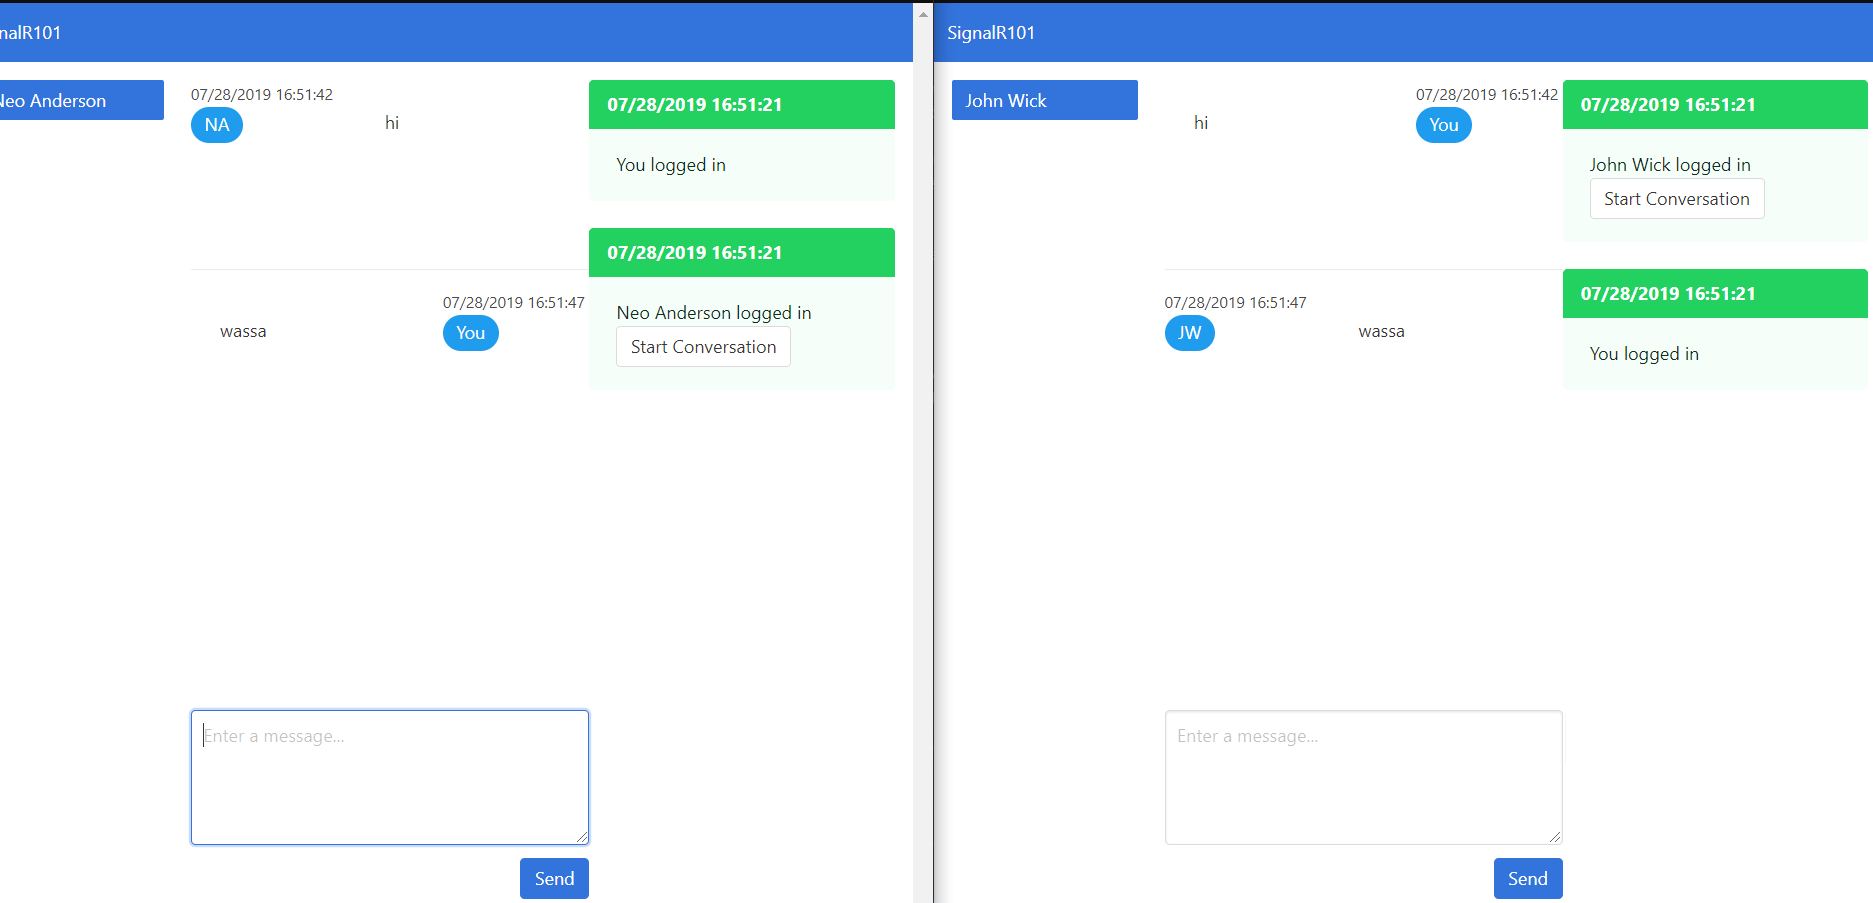 nalR101
Neo Anderson
07/28/2019 16:51:42
NA
hi
07/28/2019 16:51:47
wassa
You
Enter a message...
Send
07/28/2019 16:51:21
You logged in
07/28/2019 16:51:21
Neo Anderson logged in
Start Conversation
SignalR101
John Wick
07/28/2019 16:51:42
hi
You
07/28/2019 16:51:47
JW
wassa
Enter a message...
Send
07/28/2019 16:51:21
John Wick logged in
Start Conversation
07/28/2019 16:51:21
You logged in